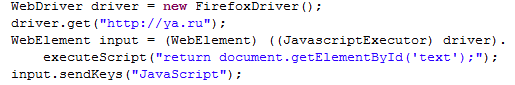 WebDriver driver = new FirefoxDriver();
driver.get("http://ya.ru");
WebElement input = (WebElement) ((JavascriptExecutor) driver).
executeScript("return document.getElementById('text');");
input.sendKeys("JavaScript");